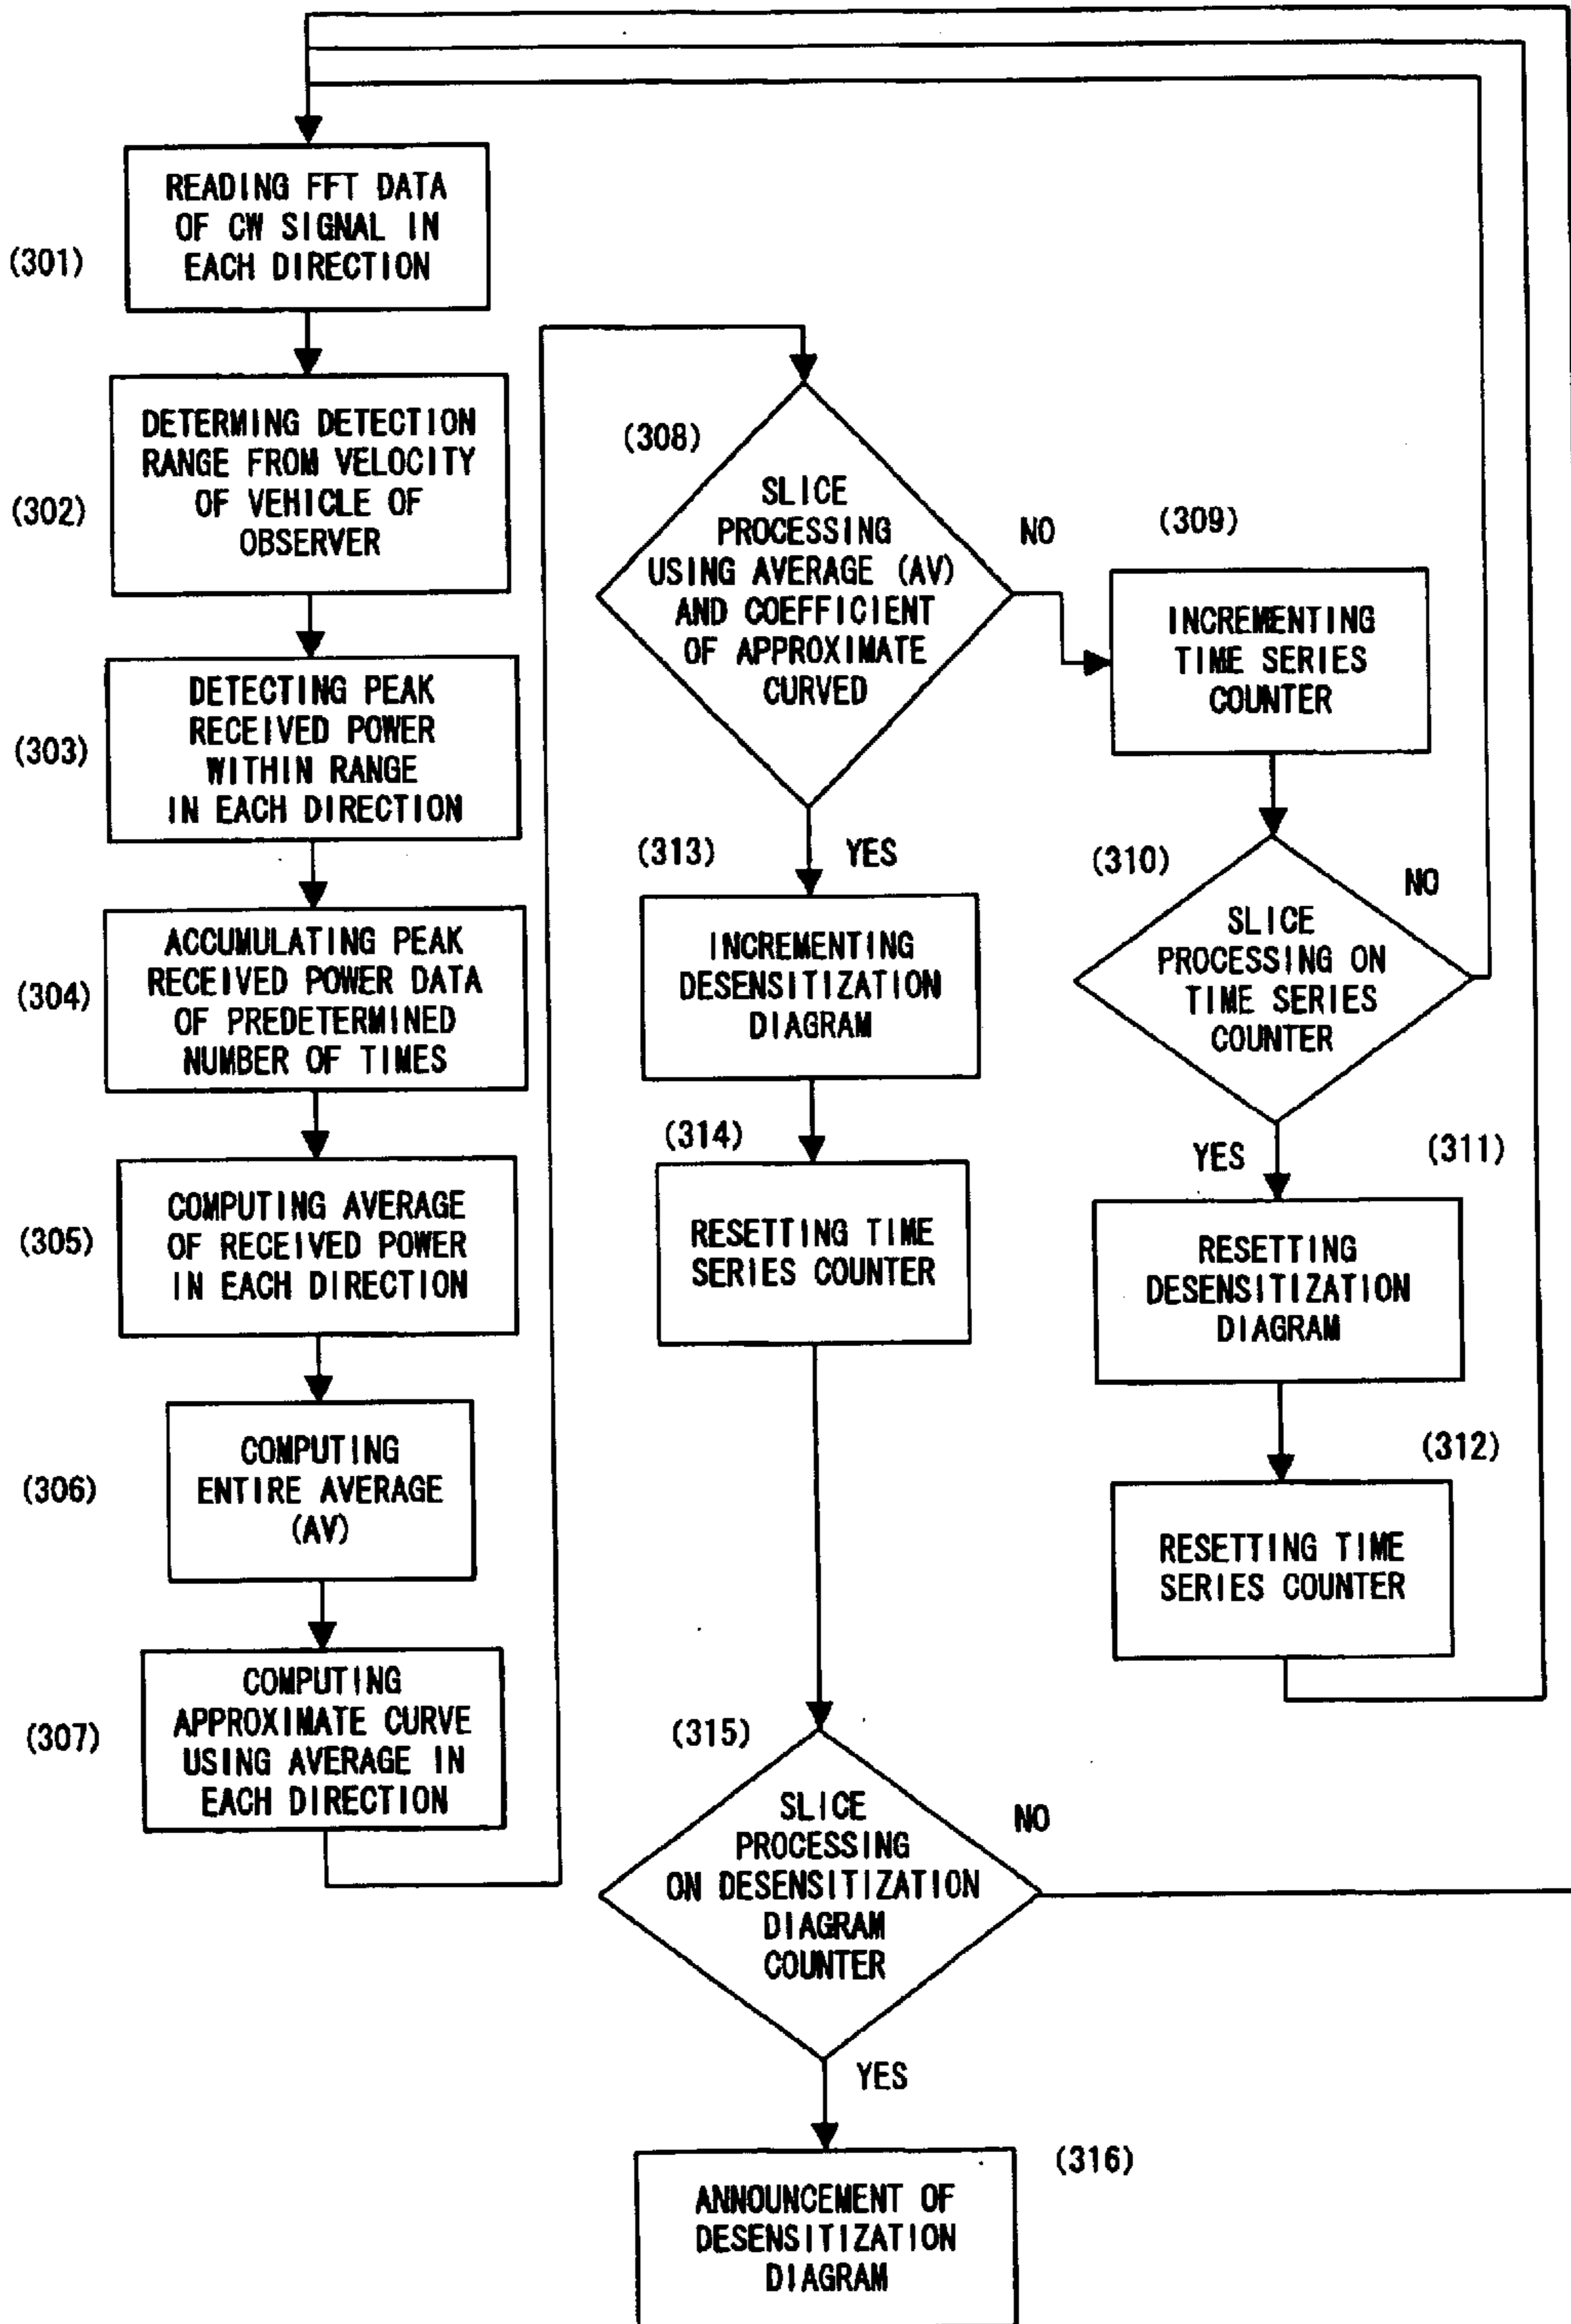 READING FFT DATA
OF CW SIGNAL IN
EACH DIRECTION
(301)
DETERMING DETECTION
RANGE FROM VELOCITY
OF VEHICLE OF
OBSERVER
(302)
DETECTING PEAK
RECEIVED POWER
WITHIN RANGE
IN EACH DIRECTION
(303)
ACCUMULATING PEAK
RECEIVED POWER DATA
OF PREDETERMINED
NUMBER OF TIMES
(304)
COMPUTING AVERAGE
OF RECEIVED POWER
IN EACH DIRECTION
(305)
COMPUTING
ENTIRE AVERAGE
(AV)
(306)
COMPUTING
APPROXIMATE CURVE
USING AVERAGE IN
EACH DIRECTION
(307)
(308)
SLICE
PROCESSING
USING AVERAGE (AV)
AND COEFFICIENT
OF APPROXIMATE
CURVED
NO
(309)
INCREMENTING
TIME SERIES
COUNTER
(310)
NO
SLICE
PROCESSING ON
TIME SERIES
COUNTER
YES
(311)
RESETTING
DESENSITIZATION
DIAGRAM
(312)
RESETTING TIME
SERIES COUNTER
(313)
YES
INCREMENTING
DESENSITIZATION
DIAGRAM
(314)
RESETTING TIME
SERIES COUNTER
(315)
SLICE
PROCESSING
ON DESENSITIZATION
DIAGRAM
COUNTER
NO
YES
(316)
ANNOUNCEMENT OF
DESENSITIZATION
DIAGRAM